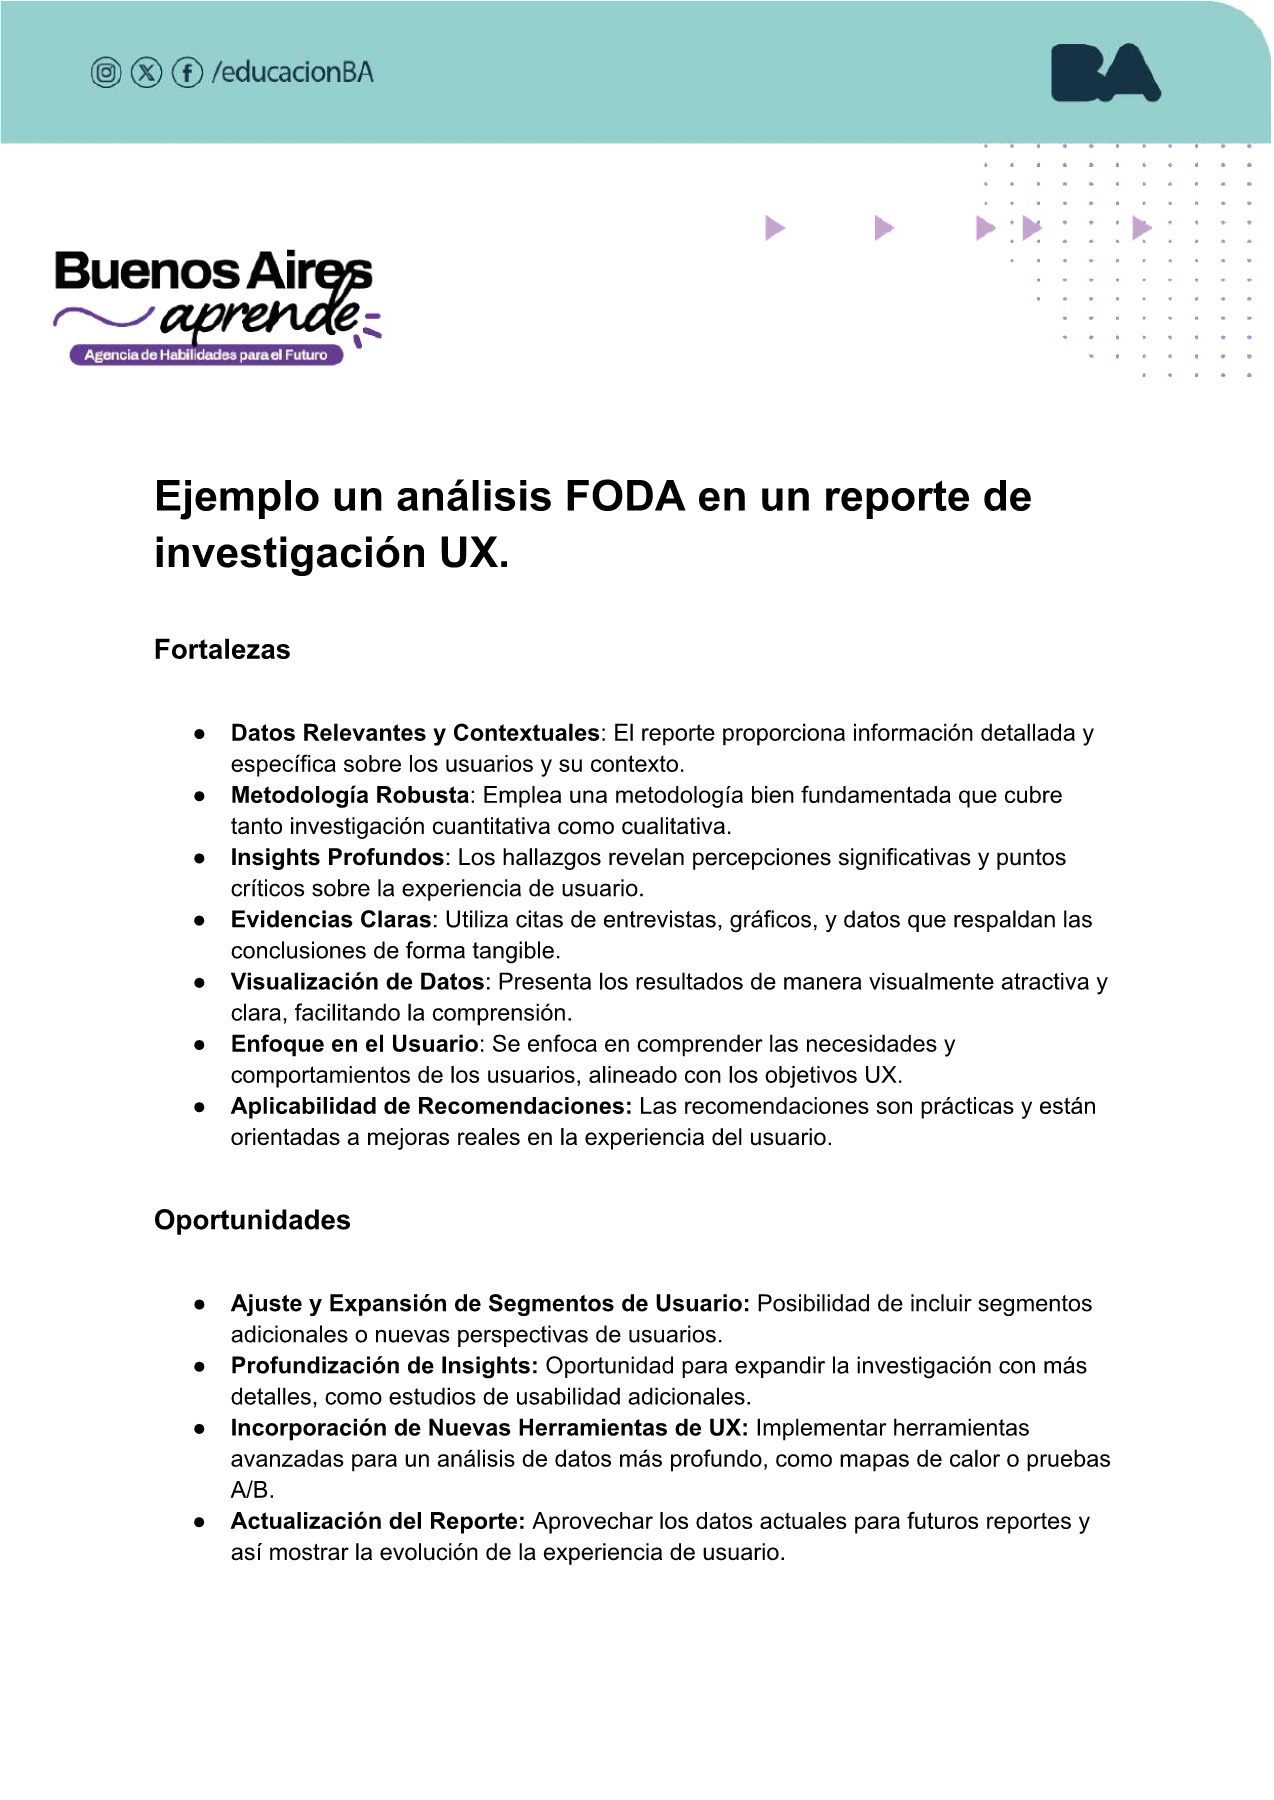 /educacionBA
BA
Buenos Aires
aprende
Agencia de Habilidades para el Futuro
Ejemplo un análisis FODA en un reporte de
investigación UX.
Fortalezas
● Datos Relevantes y Contextuales: El reporte proporciona información detallada y
específica sobre los usuarios y su contexto.
● Metodología Robusta: Emplea una metodología bien fundamentada que cubre
tanto investigación cuantitativa como cualitativa.
● Insights Profundos: Los hallazgos revelan percepciones significativas y puntos
críticos sobre la experiencia de usuario.
● Evidencias Claras: Utiliza citas de entrevistas, gráficos, y datos que respaldan las
conclusiones de forma tangible.
● Visualización de Datos: Presenta los resultados de manera visualmente atractiva y
clara, facilitando la comprensión.
● Enfoque en el Usuario: Se enfoca en comprender las necesidades y
comportamientos de los usuarios, alineado con los objetivos UX.
● Aplicabilidad de Recomendaciones: Las recomendaciones son prácticas y están
orientadas a mejoras reales en la experiencia del usuario.
Oportunidades
● Ajuste y Expansión de Segmentos de Usuario: Posibilidad de incluir segmentos
adicionales o nuevas perspectivas de usuarios.
● Profundización de Insights: Oportunidad para expandir la investigación con más
detalles, como estudios de usabilidad adicionales.
● Incorporación de Nuevas Herramientas de UX: Implementar herramientas
avanzadas para un análisis de datos más profundo, como mapas de calor o pruebas
A/B.
● Actualización del Reporte: Aprovechar los datos actuales para futuros reportes y
así mostrar la evolución de la experiencia de usuario.